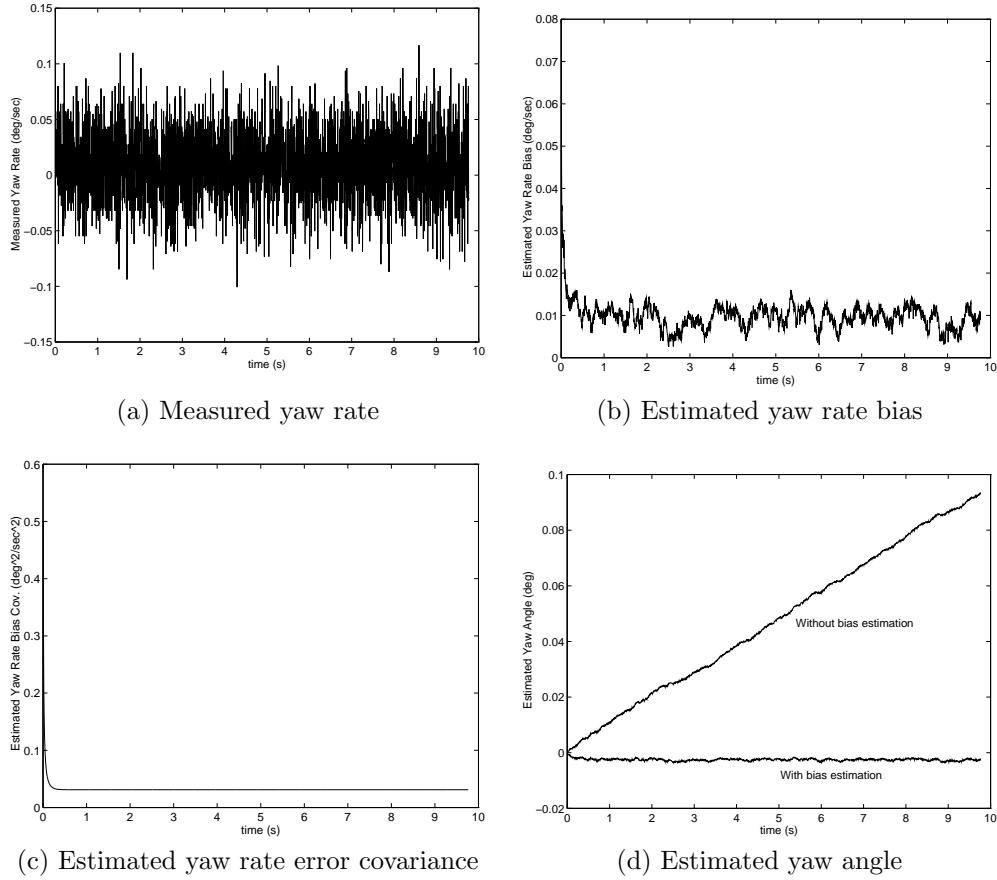 0.15
0.1
0.05
0
−0.05
−0.1
−0.15
0 1 2 3 4 5 6 7 8 9 10
Measured Yaw Rate (deg/sec)
time (s)
(a) Measured yaw rate
0.08
0.07
0.06
0.05
0.04
0.03
0.02
0.01
0
0 1 2 3 4 5 6 7 8 9 10
Estimated Yaw Rate Bias (deg/sec)
time (s)
(b) Estimated yaw rate bias
0.6
0.5
0.4
0.3
0.2
0.1
0
0 1 2 3 4 5 6 7 8 9 10
Estimated Yaw Rate Bias Cov. (deg^2/sec^2)
time (s)
(c) Estimated yaw rate error covariance
0.1
0.08
0.06
0.04
0.02
0
−0.02
0 1 2 3 4 5 6 7 8 9 10
Estimated Yaw Angle (deg)
Without bias estimation
With bias estimation
time (s)
(d) Estimated yaw angle